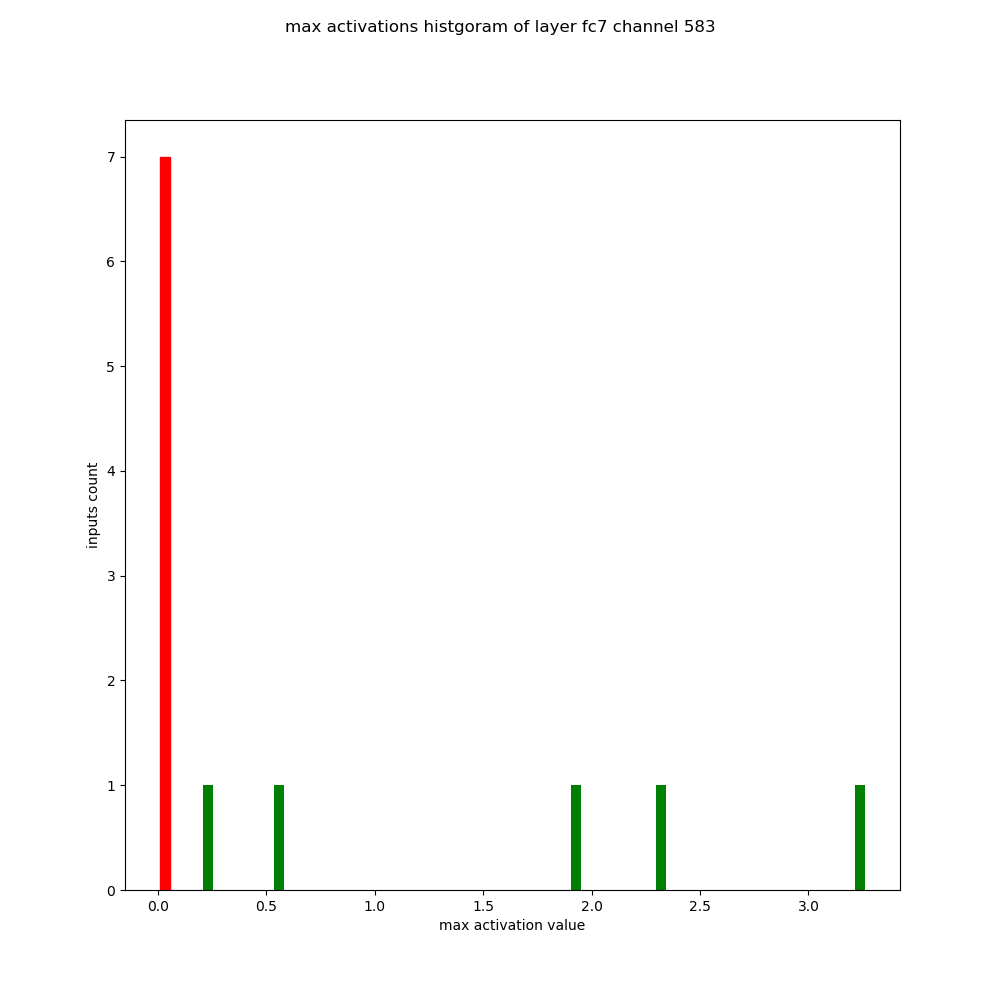 max activations histgoram of layer fc7 channel 583
7
6
5
4
3
2
1
0
inputs count
0.0 0.5 1.0 1.5 2.0 2.5 3.0
max activation value